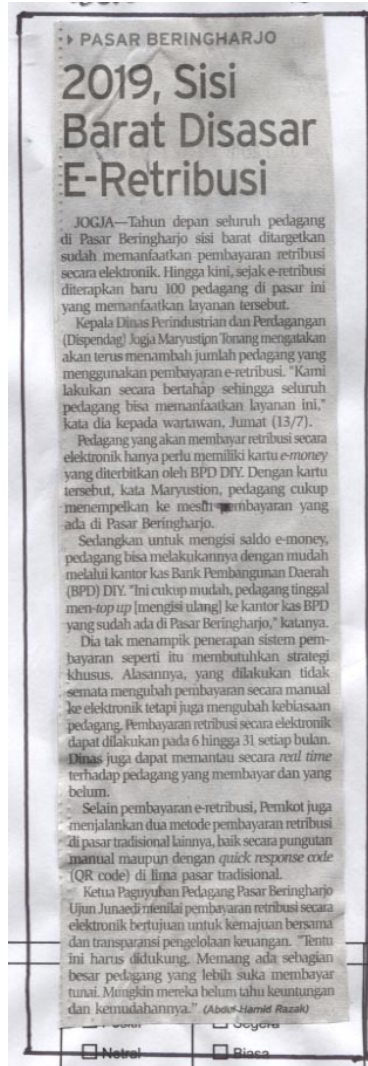 PASAR BERINGHARJO
2019, Sisi
Barat Disasar
E-Retribusi
JOGJA—Tahun depan seluruh pedagang
di Pasar Beringharjo sisi barat ditargetkan
sudah memanfaatkan pembayaran retribusi
secara elektronik. Hingga kini, sejak e-retribusi
diterapkan baru 100 pedagang di pasar ini
yang memanfaatkan layanan tersebut.
Kepala Dinas Perindustrian dan Perdagangan
(Dispendag) Jogja Maryustion Tonang mengatakan
akan terus menambah jumlah pedagang yang
menggunakan pembayaran e-retribusi. "Kami
lakukan secara bertahap sehingga seluruh
pedagang bisa memanfaatkan layanan ini,"
kata dia kepada wartawan, Jumat (13/7).
Pedagang yang akan membayar retribusi secara
elektronik hanya perlu memiliki kartu e-money
yang diterbitkan oleh BPD DIY. Dengan kartu
tersebut, kata Maryustion, pedagang cukup
menempelkan ke mesin pembayaran yang
ada di Pasar Beringharjo.
Sedangkan untuk mengisi saldo e-money,
pedagang bisa melakukannya dengan mudah
melalui kantor kas Bank Pembangunan Daerah
(BPD) DIY. "Ini cukup mudah, pedagang tinggal
men-top up [mengisi ulang] ke kantor kas BPD
yang sudah ada di Pasar Beringharjo," katanya.
Dia tak menampik penerapan sistem pem-
bayaran seperti itu membutuhkan strategi
khusus. Alasannya, yang dilakukan tidak
semata mengubah pembayaran secara manual
ke elektronik tetapi juga mengubah kebiasaan
pedagang. Pembayaran retribusi secara elektronik
dapat dilakukan pada 6 hingga 31 setiap bulan.
Dinas juga dapat memantau secara real time
terhadap pedagang yang membayar dan yang
belum.
Selain pembayaran e-retribusi, Pemkot juga
menjalankan dua metode pembayaran retribusi
di pasar tradisional lainnya, baik secara pungutan
manual maupun dengan quick response code
(QR code) di lima pasar tradisional.
Ketua Paguyuban Pedagang Pasar Beringharjo
Ujun Junaedi menilai pembayaran retribusi secara
elektronik bertujuan untuk kemajuan bersama
dan transparansi pengelolaan keuangan. "Tentu
ini harus didukung. Memang ada sebagian
besar pedagang yang lebih suka membayar
tunai. Mungkin mereka belum tahu keuntungan
dan kemudahannya." (Abdul Hamid Razak)
Positif Segera
Netral Biasa